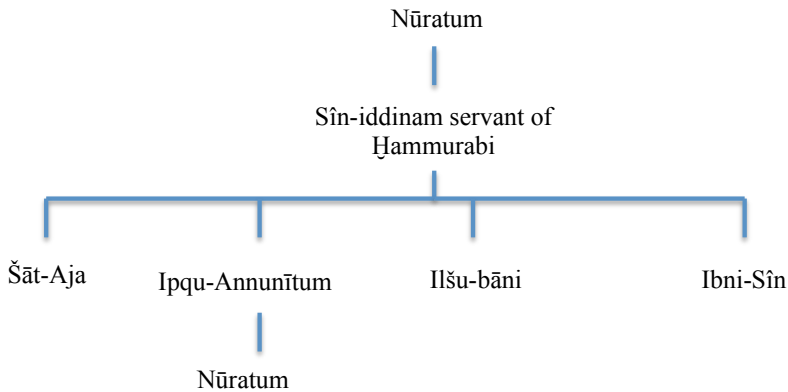 Nūratum
Sîn-iddinam servant of
Ḫammurabi
Šāt-Aja
Ipqu-Annunītum
Ilšu-bāni
Ibni-Sîn
Nūratum